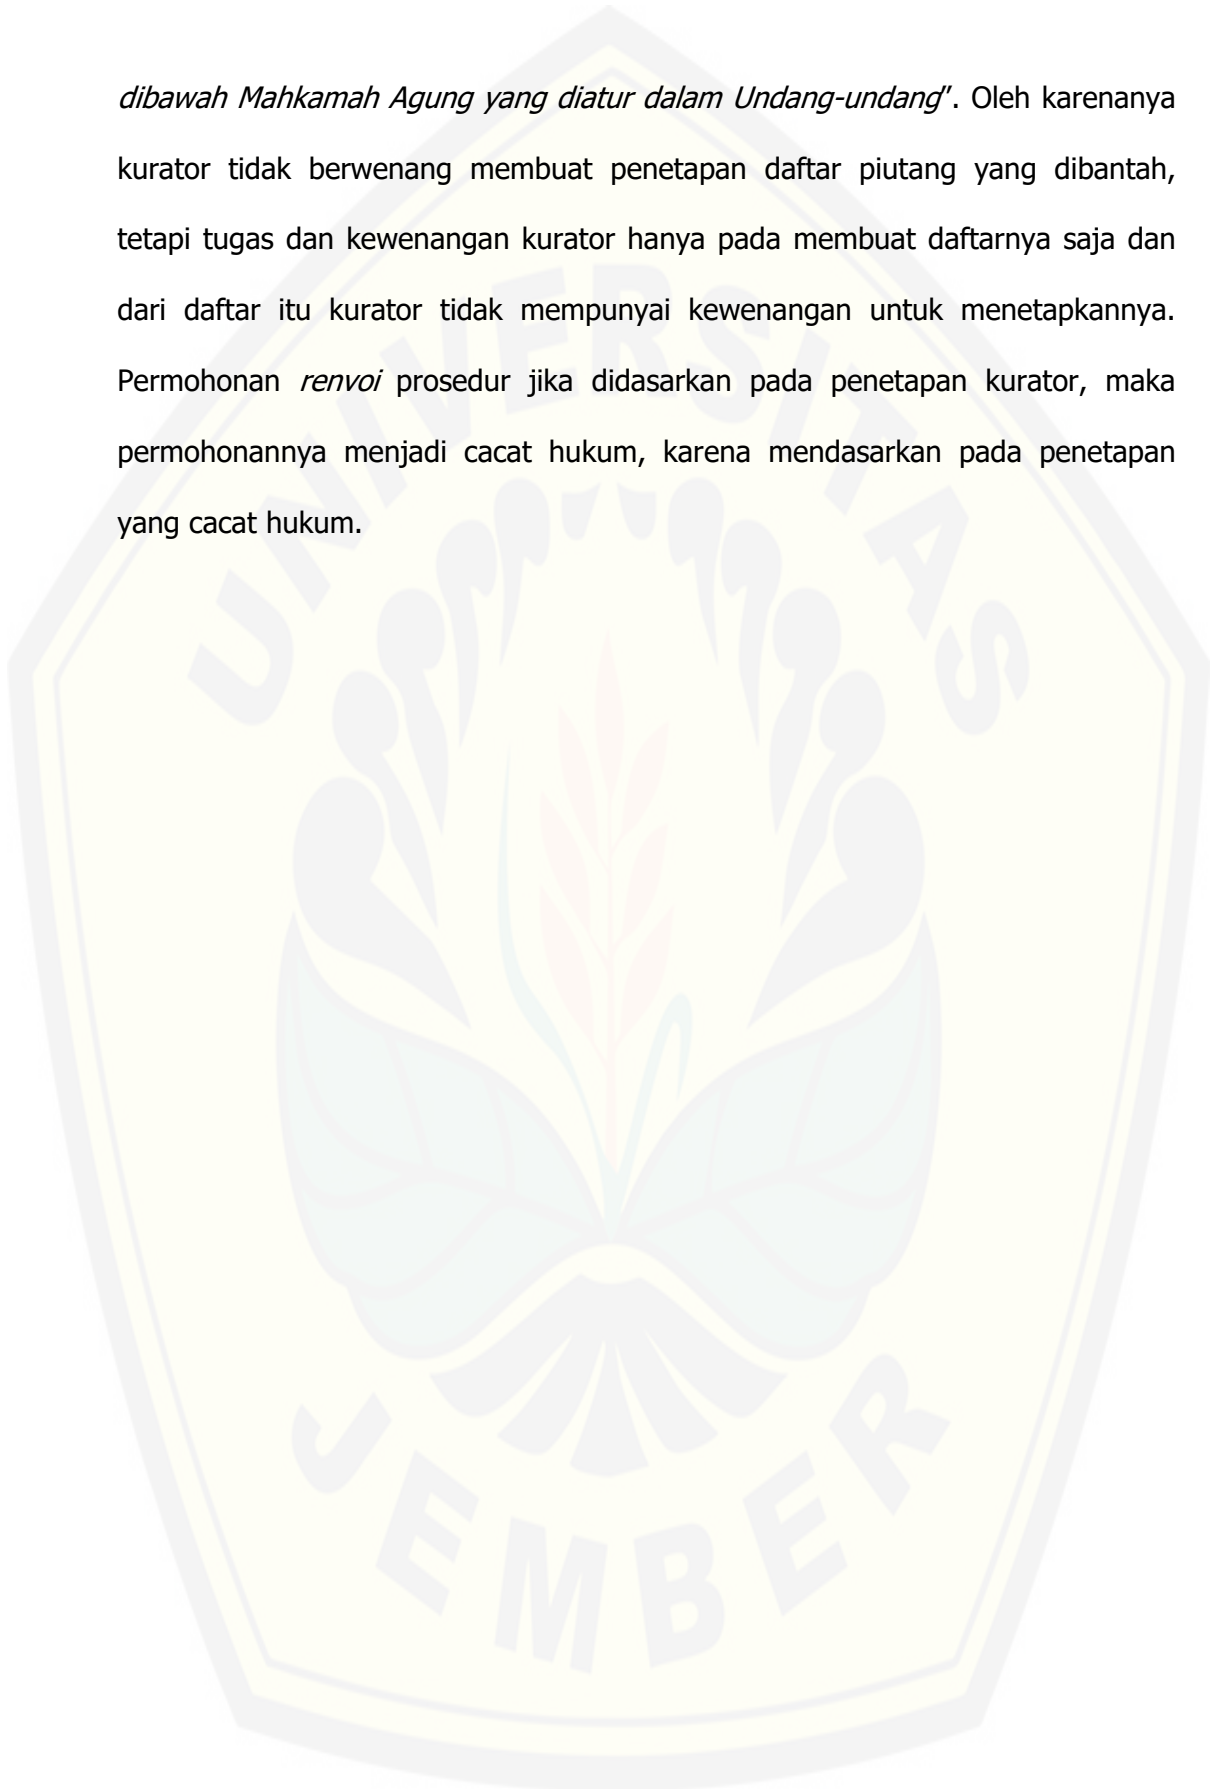 dibawah Mahkamah Agung yang diatur dalam Undang-undang". Oleh karenanya
kurator tidak berwenang membuat penetapan daftar piutang yang dibantah,
tetapi tugas dan kewenangan kurator hanya pada membuat daftarnya saja dan
dari daftar itu kurator tidak mempunyai kewenangan untuk menetapkannya.
Permohonan renvoi prosedur jika didasarkan pada penetapan kurator, maka
permohonannya menjadi cacat hukum, karena mendasarkan pada penetapan
yang cacat hukum.
UNIVERSITAS
JEMBER